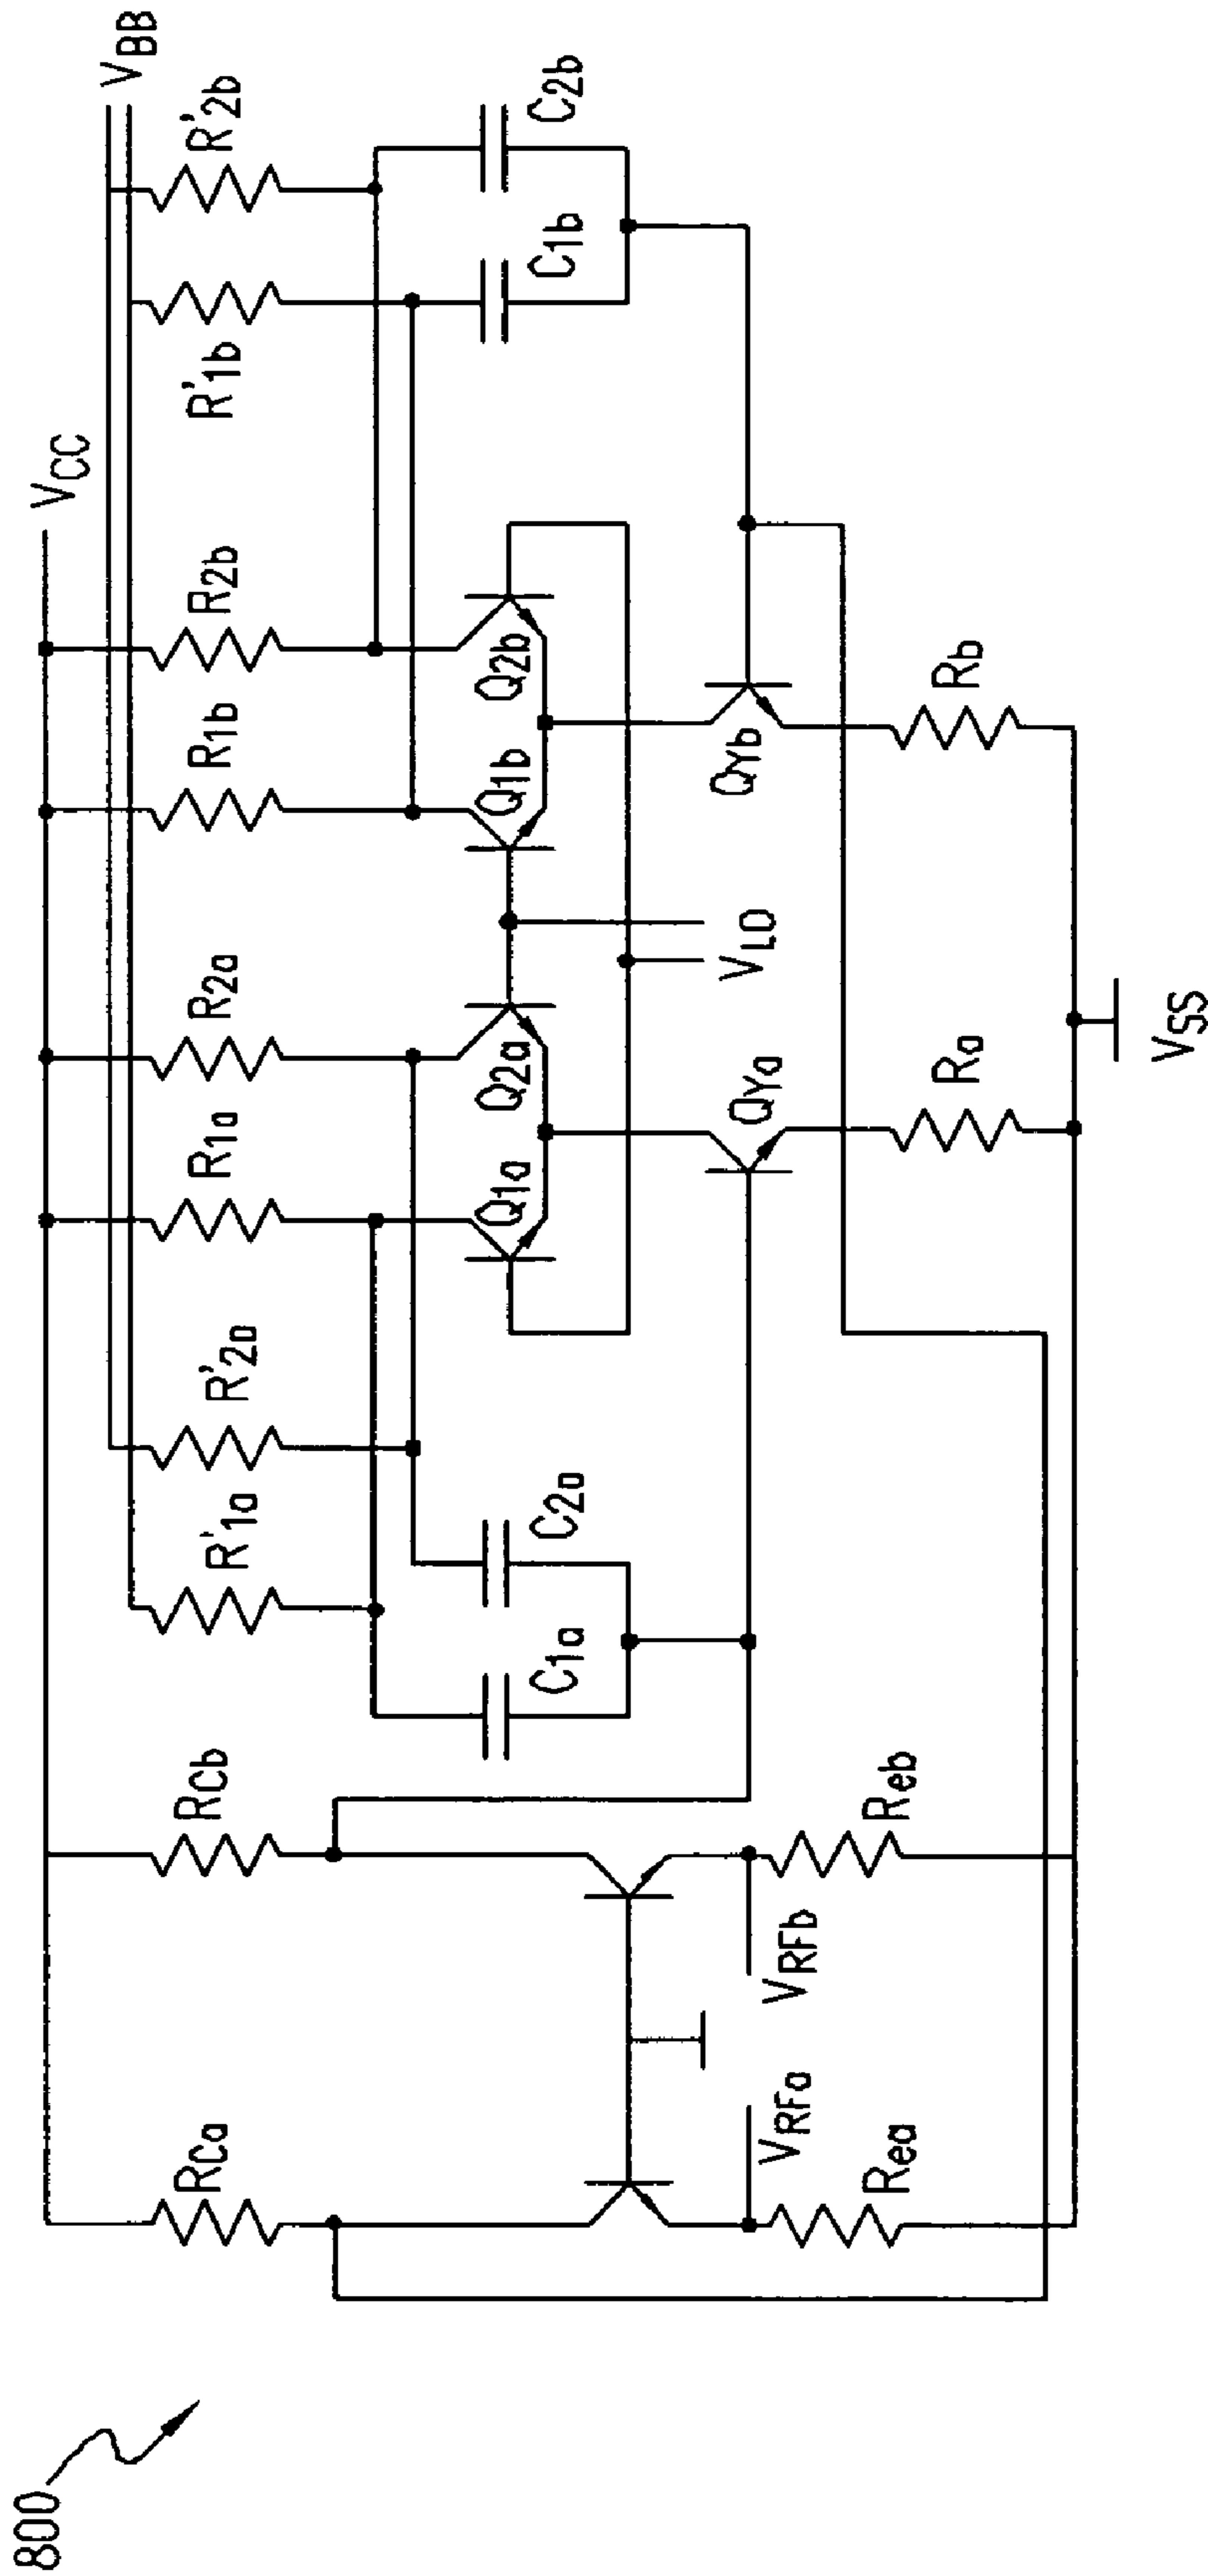 800
VCC
VBB
RCa
RCb
R'1a
R'2a
R1a
R2a
R1b
R2b
R'1b
R'2b
C1a
C2a
Q1a
Q2a
Q1b
Q2b
C1b
C2b
VRFa
VRFb
VLO
QYa
QYb
Rea
Reb
Ra
Rb
VSS